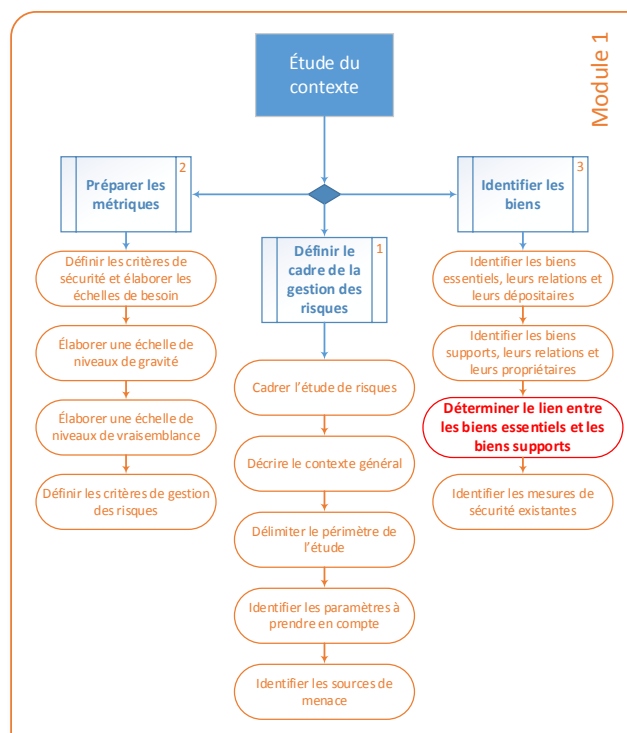 Module 1
Étude du
contexte
2
Préparer les
métriques
Définir les critères de
sécurité et élaborer les
échelles de besoin
Élaborer une échelle de
niveaux de gravité
Élaborer une échelle de
niveaux de vraisemblance
Définir les critères de gestion
des risques
1
Définir le
cadre de la
gestion des
risques
Cadrer l’étude de risques
Décrire le contexte général
Délimiter le périmètre de
l’étude
Identifier les paramètres à
prendre en compte
Identifier les sources de
menace
3
Identifier les
biens
Identifier les biens
essentiels, leurs relations et
leurs dépositaires
Identifier les biens
supports, leurs relations et
leurs propriétaires
Déterminer le lien entre
les biens essentiels et les
biens supports
Identifier les mesures de
sécurité existantes